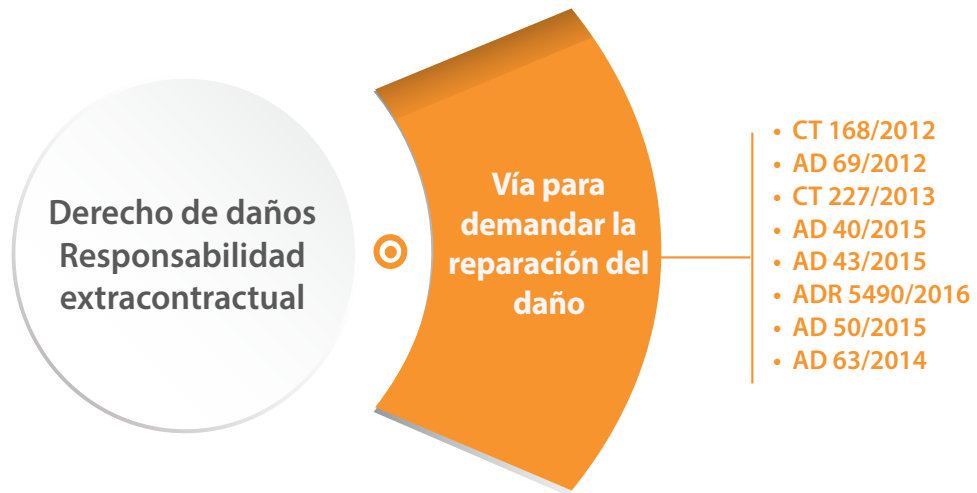 Derecho de daños
Responsabilidad
extracontractual
Vía para
demandar la
reparación del
daño
• CT 168/2012
• AD 69/2012
• CT 227/2013
• AD 40/2015
• AD 43/2015
• ADR 5490/2016
• AD 50/2015
• AD 63/2014